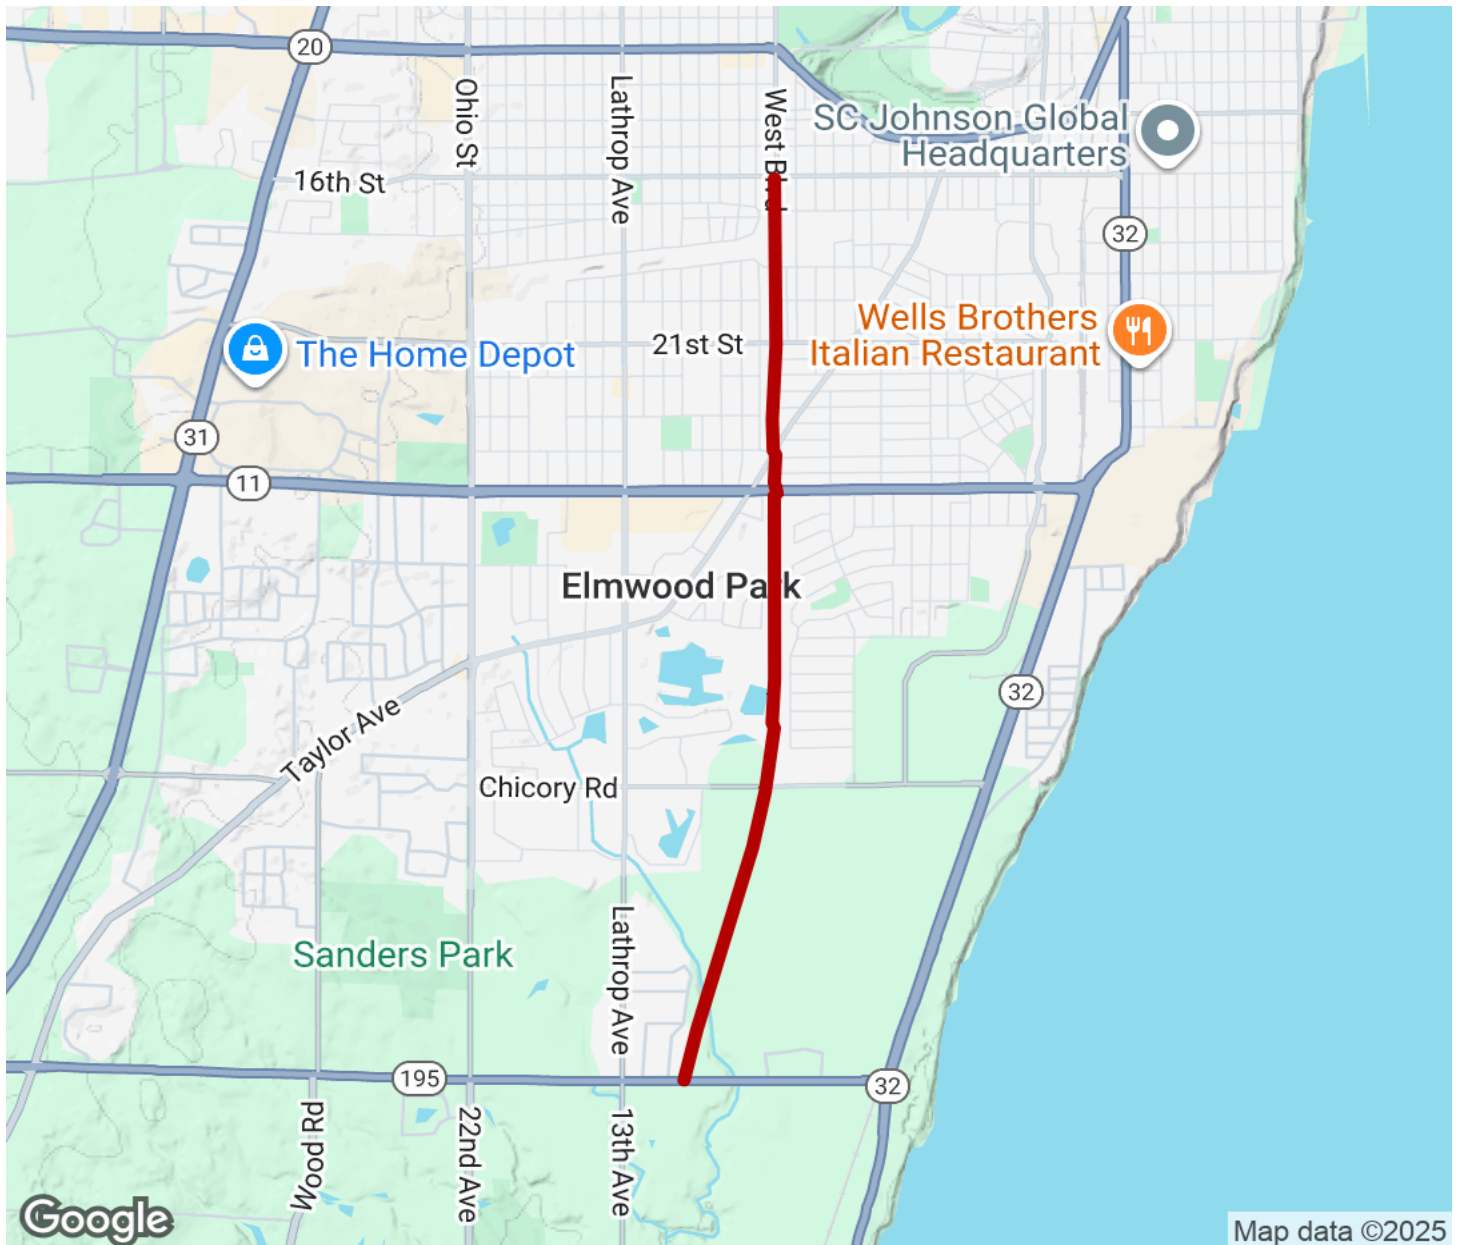 20
Ohio St
Lathrop Ave
West Blvd
SC Johnson Global
Headquarters
16th St
32
Wells Brothers
Italian Restaurant
21st St
The Home Depot
31
11
Elmwood Park
32
Taylor Ave
Chicory Rd
Sanders Park
Lathrop Ave
195
32
Wood Rd
22nd Ave
13th Ave
Google
Map data ©2025